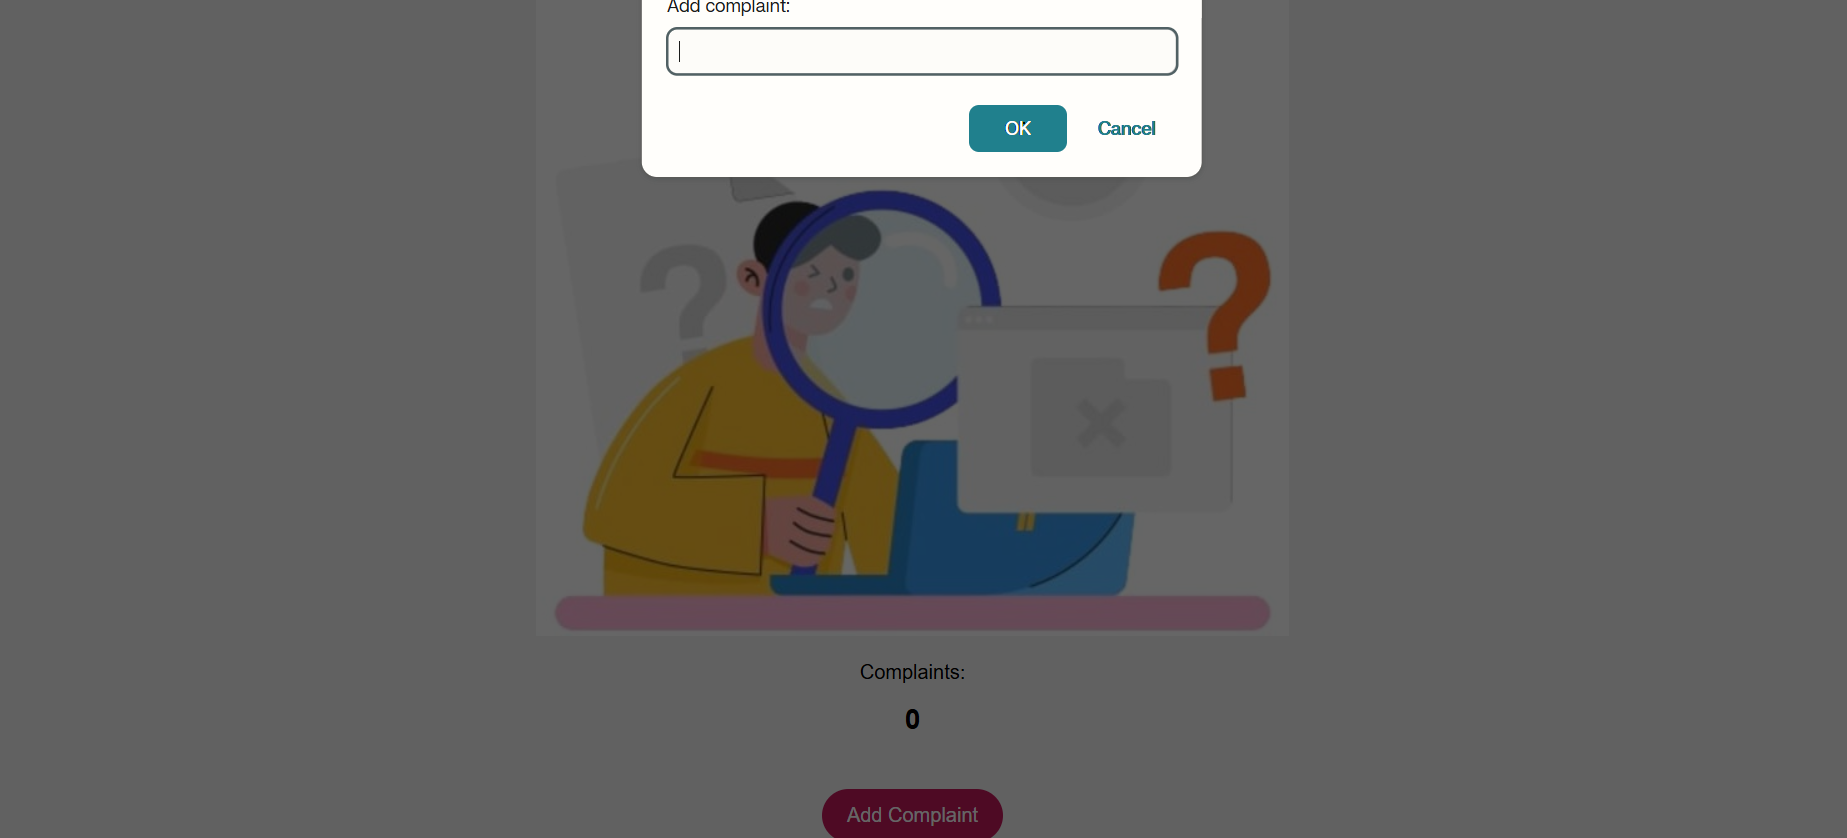 Add complaint:
OK
Cancel
?
?
Complaints:
0
Add Complaint